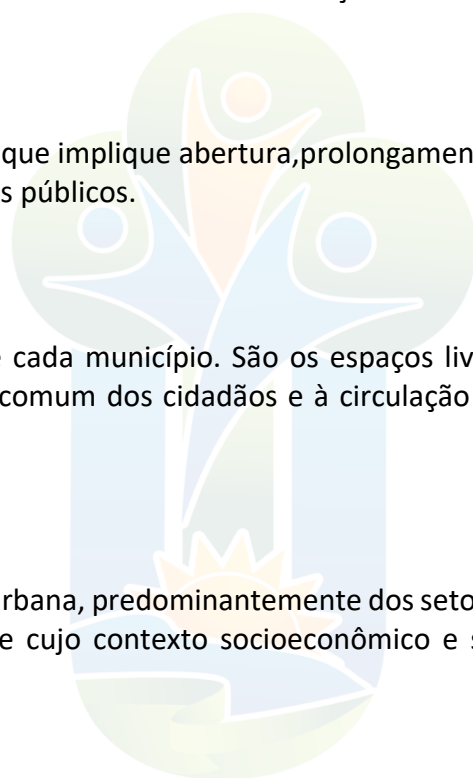 que implique abertura,prolongamen
s públicos.
cada município. São os espaços liv
comum dos cidadãos e à circulação
rbana, predominantemente dos seto
e cujo contexto socioeconômico e s